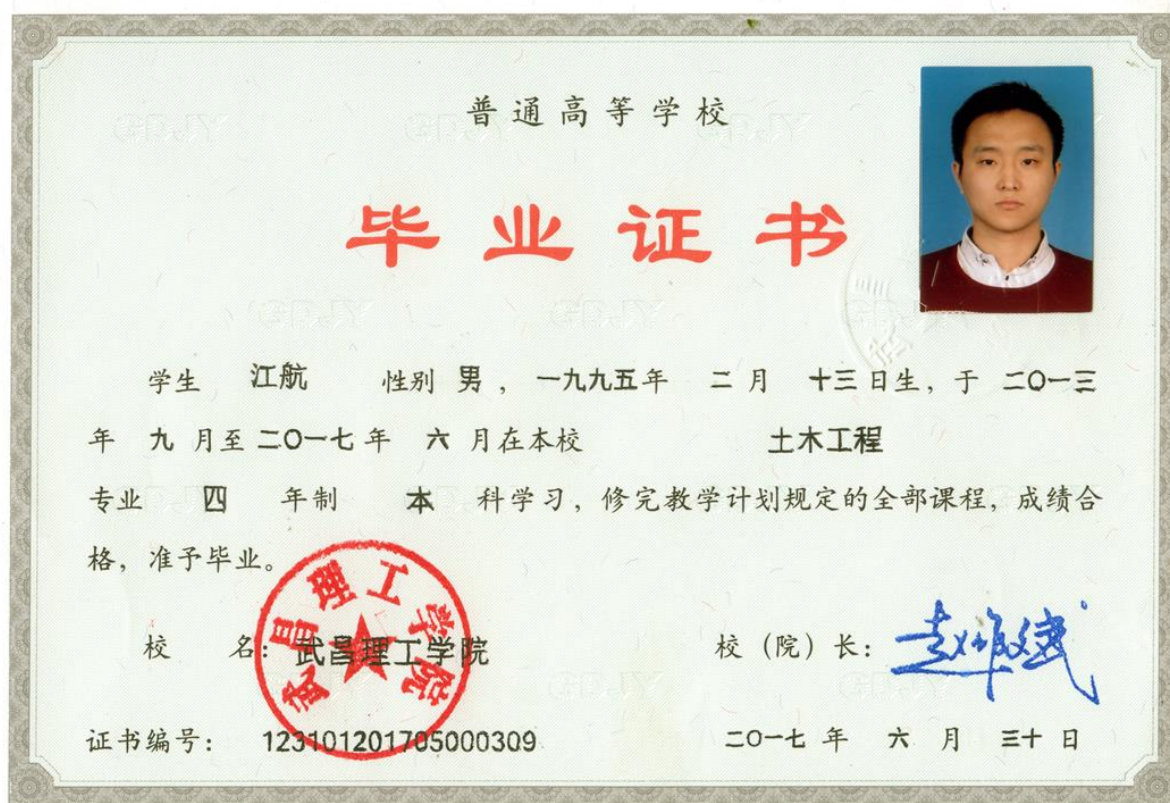 普通高等学校
毕业证书
学生 江航 性别 男，一九九五年 二月 十三日生，于 二〇一三
年 九 月至二〇一七年 六 月在本校 土木工程
专业 四 年制 本 科学习，修完教学计划规定的全部课程，成绩合
格，准予毕业。
武昌理工学院
校 名：武昌理工学院 校（院）长：
证书编号： 123101201705000309 二〇一七 年 六 月 三十 日